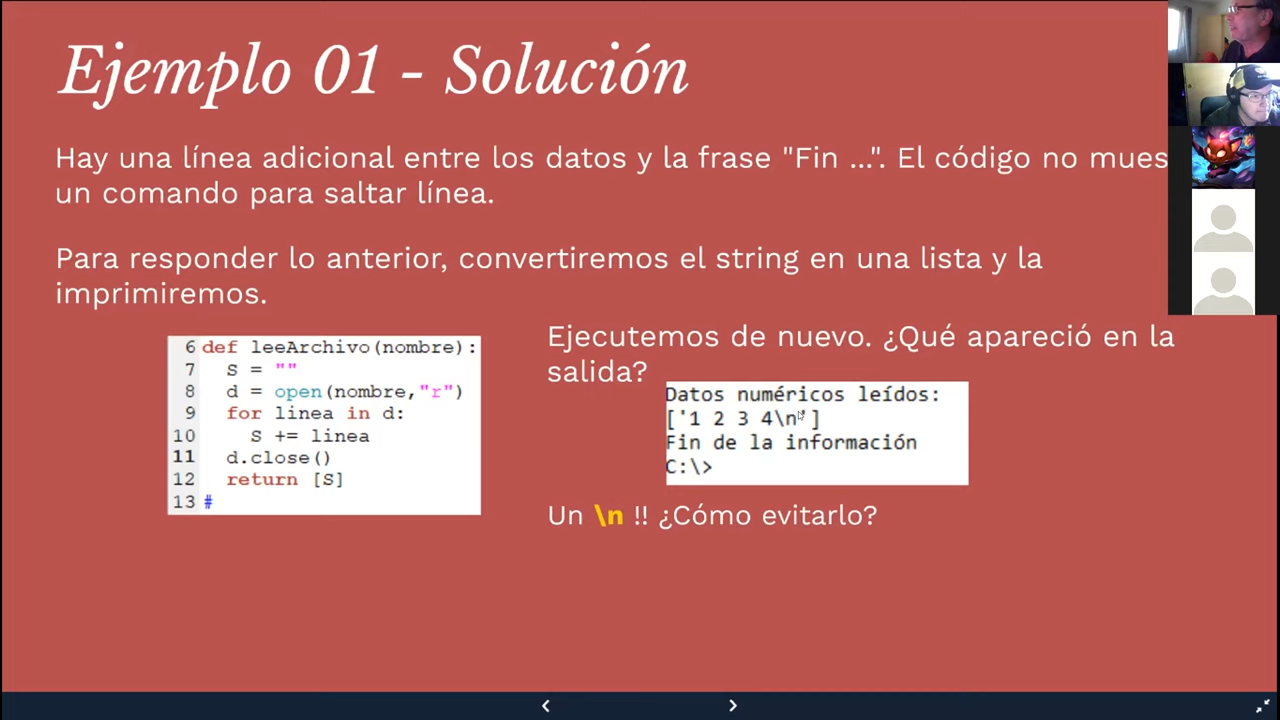 Ejemplo 01 - Solución
Hay una línea adicional entre los datos y la frase "Fin ...". El código no mues
un comando para saltar línea.
Para responder lo anterior, convertiremos el string en una lista y la
imprimiremos.
6 def leeArchivo(nombre):
7 S = ""
8 d = open(nombre,"r")
9 for linea in d:
10 S += linea
11 d.close()
12 return [S]
13 #
Ejecutemos de nuevo. ¿Qué apareció en la
salida?
Datos numéricos leídos:
['1 2 3 4\n']
Fin de la información
C:\>
Un \n !! ¿Cómo evitarlo?